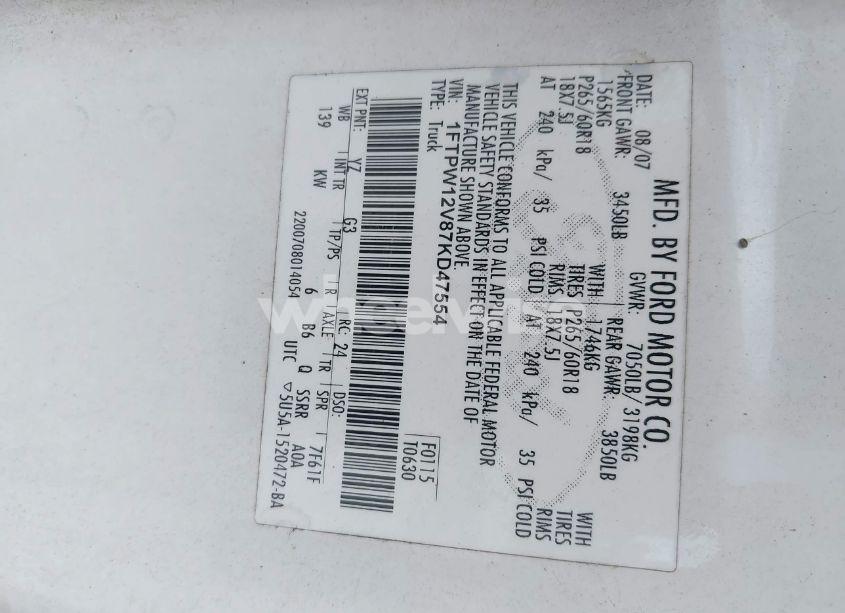 MFD. BY FORD MOTOR CO.
DATE: 08/07 GVWR: 7050LB/ 3198KG
FRONT GAWR: 3450LB REAR GAWR: 3850LB
1565KG WITH 1746KG WITH
P265/60R18 TIRES P265/60R18 TIRES
18X7.5J RIMS 18X7.5J RIMS
AT 240 kPa/ 35 PSI COLD AT 240 kPa/ 35 PSI COLD
THIS VEHICLE CONFORMS TO ALL APPLICABLE FEDERAL MOTOR
VEHICLE SAFETY STANDARDS IN EFFECT ON THE DATE OF
MANUFACTURE SHOWN ABOVE.
VIN: 1FTPW12V87KD47554 F0115
TYPE: Truck T0630
EXT PNT: YZ G3 RC: 24 DSO:
WB INT TR TP/PS R AXLE TR SPR 7F61F
139 KW 6 B6 Q SSRR A0A
2200708014054 UTC 5U5A-1520472-BA